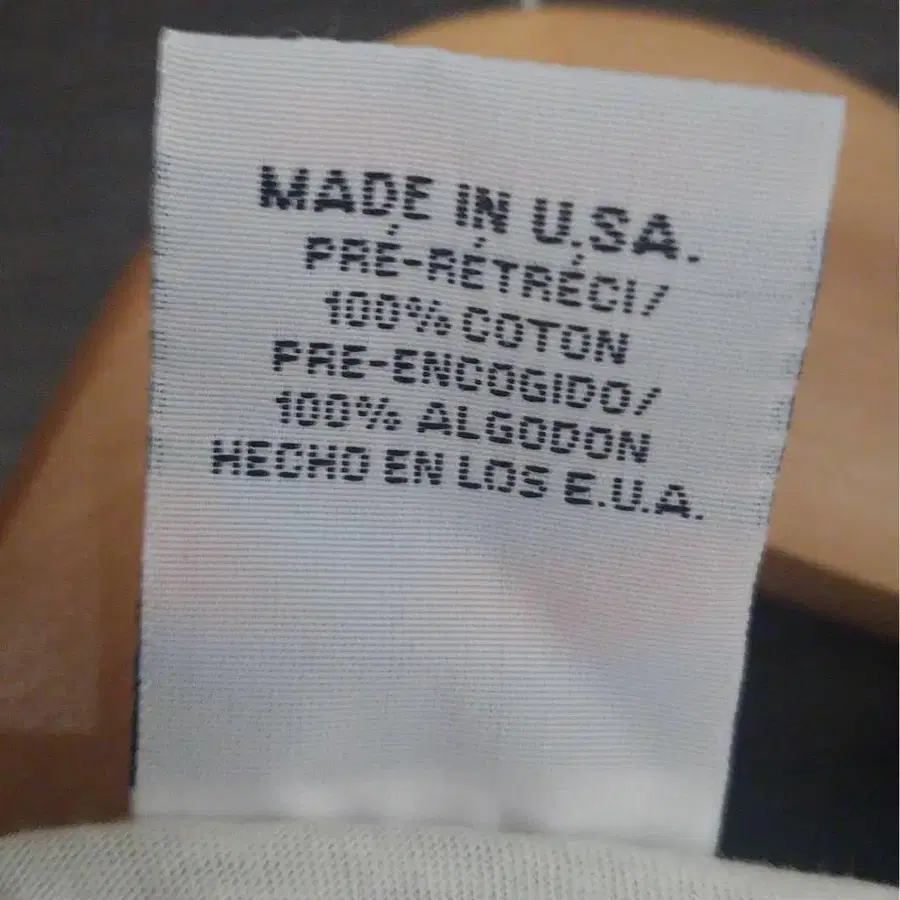 MADE IN U.S.A.
PRÉ-RÉTRÉCI/
100% COTON
PRE-ENCOGIDO/
100% ALGODON
HECHO EN LOS E.U.A.